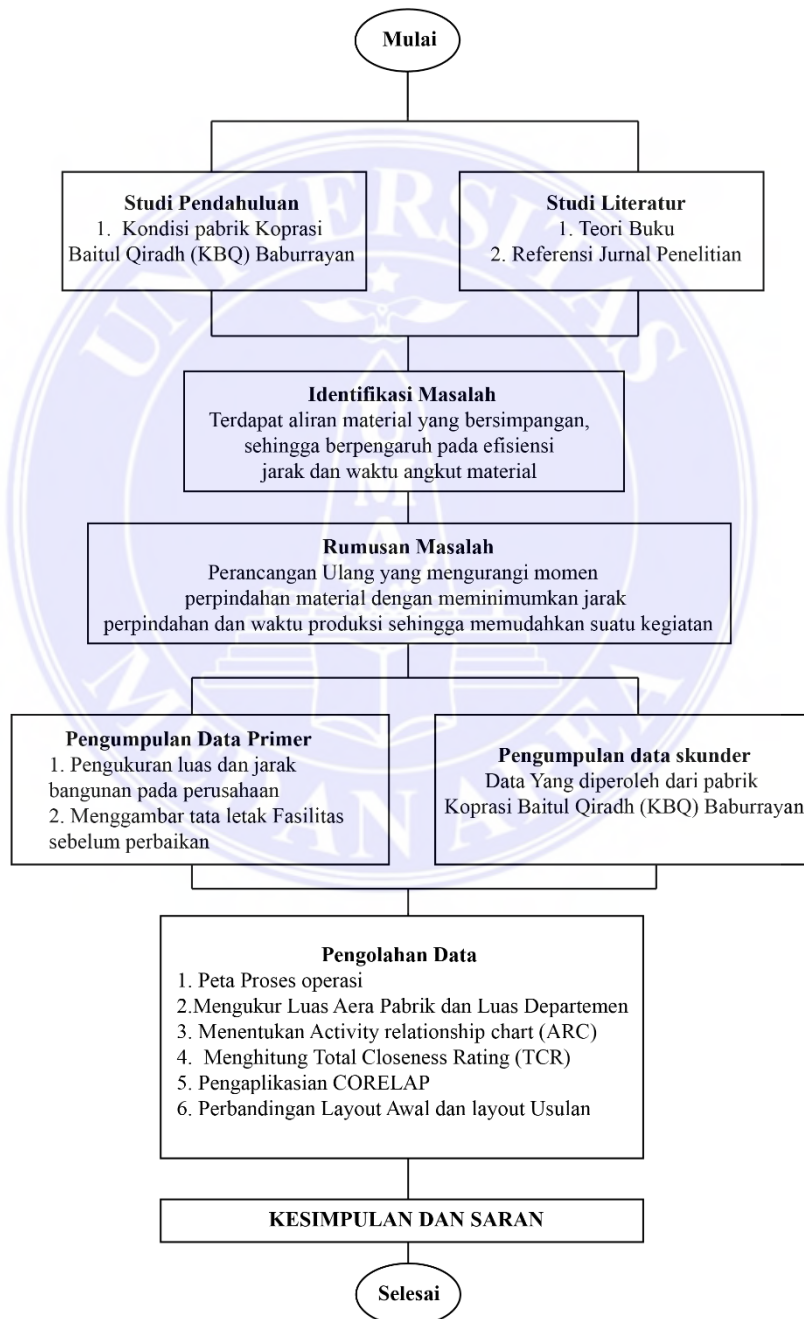 Mulai
Studi Pendahuluan
1. Kondisi pabrik Koprasi
Baitul Qiradh (KBQ) Baburrayan
Studi Literatur
1. Teori Buku
2. Referensi Jurnal Penelitian
Identifikasi Masalah
Terdapat aliran material yang bersimpangan,
sehingga berpengaruh pada efisiensi
jarak dan waktu angkut material
Rumusan Masalah
Perancangan Ulang yang mengurangi momen
perpindahan material dengan meminimumkan jarak
perpindahan dan waktu produksi sehingga memudahkan suatu kegiatan
Pengumpulan Data Primer
1. Pengukuran luas dan jarak
bangunan pada perusahaan
2. Menggambar tata letak Fasilitas
sebelum perbaikan
Pengumpulan data skunder
Data Yang diperoleh dari pabrik
Koprasi Baitul Qiradh (KBQ) Baburrayan
Pengolahan Data
1. Peta Proses operasi
2.Mengukur Luas Aera Pabrik dan Luas Departemen
3. Menentukan Activity relationship chart (ARC)
4. Menghitung Total Closeness Rating (TCR)
5. Pengaplikasian CORELAP
6. Perbandingan Layout Awal dan layout Usulan
KESIMPULAN DAN SARAN
Selesai
UNIVERSITAS
MEDAN AREA
UMA